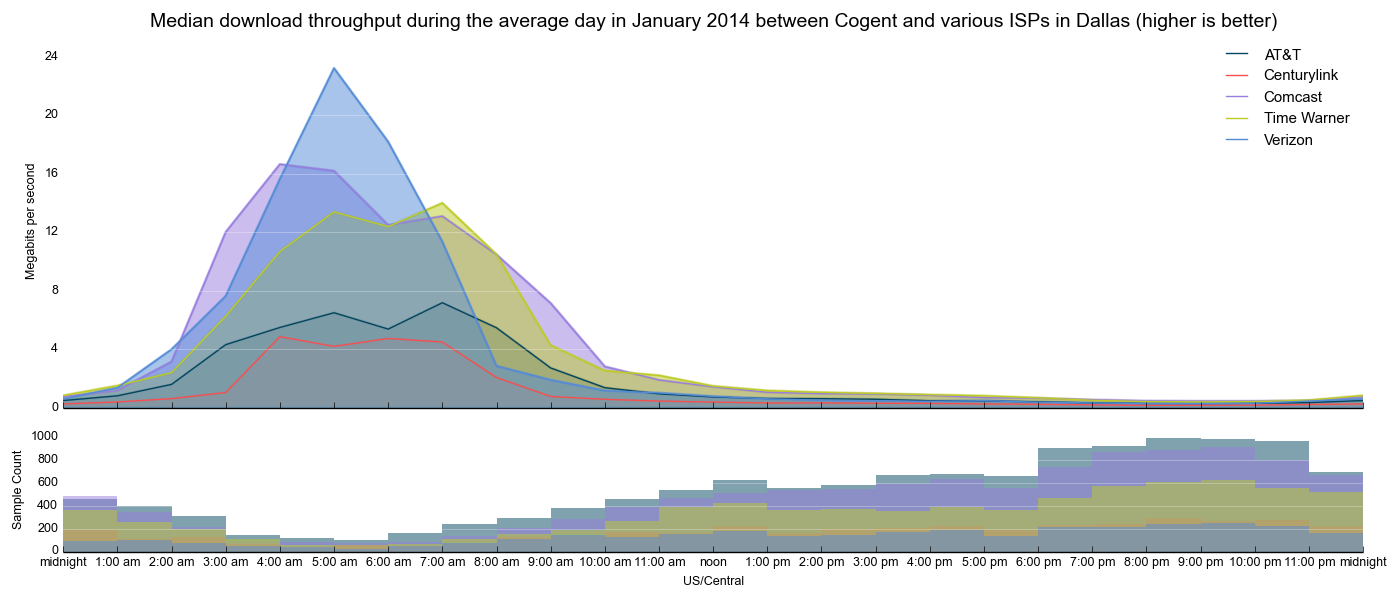 Median download throughput during the average day in January 2014 between Cogent and various ISPs in Dallas (higher is better)
AT&T
Centurylink
Comcast
Time Warner
Verizon
Megabits per second
24
20
16
12
8
4
0
Sample Count
1000
800
600
400
200
0
midnight 1:00 am 2:00 am 3:00 am 4:00 am 5:00 am 6:00 am 7:00 am 8:00 am 9:00 am 10:00 am 11:00 am noon 1:00 pm 2:00 pm 3:00 pm 4:00 pm 5:00 pm 6:00 pm 7:00 pm 8:00 pm 9:00 pm 10:00 pm 11:00 pm midnight
US/Central